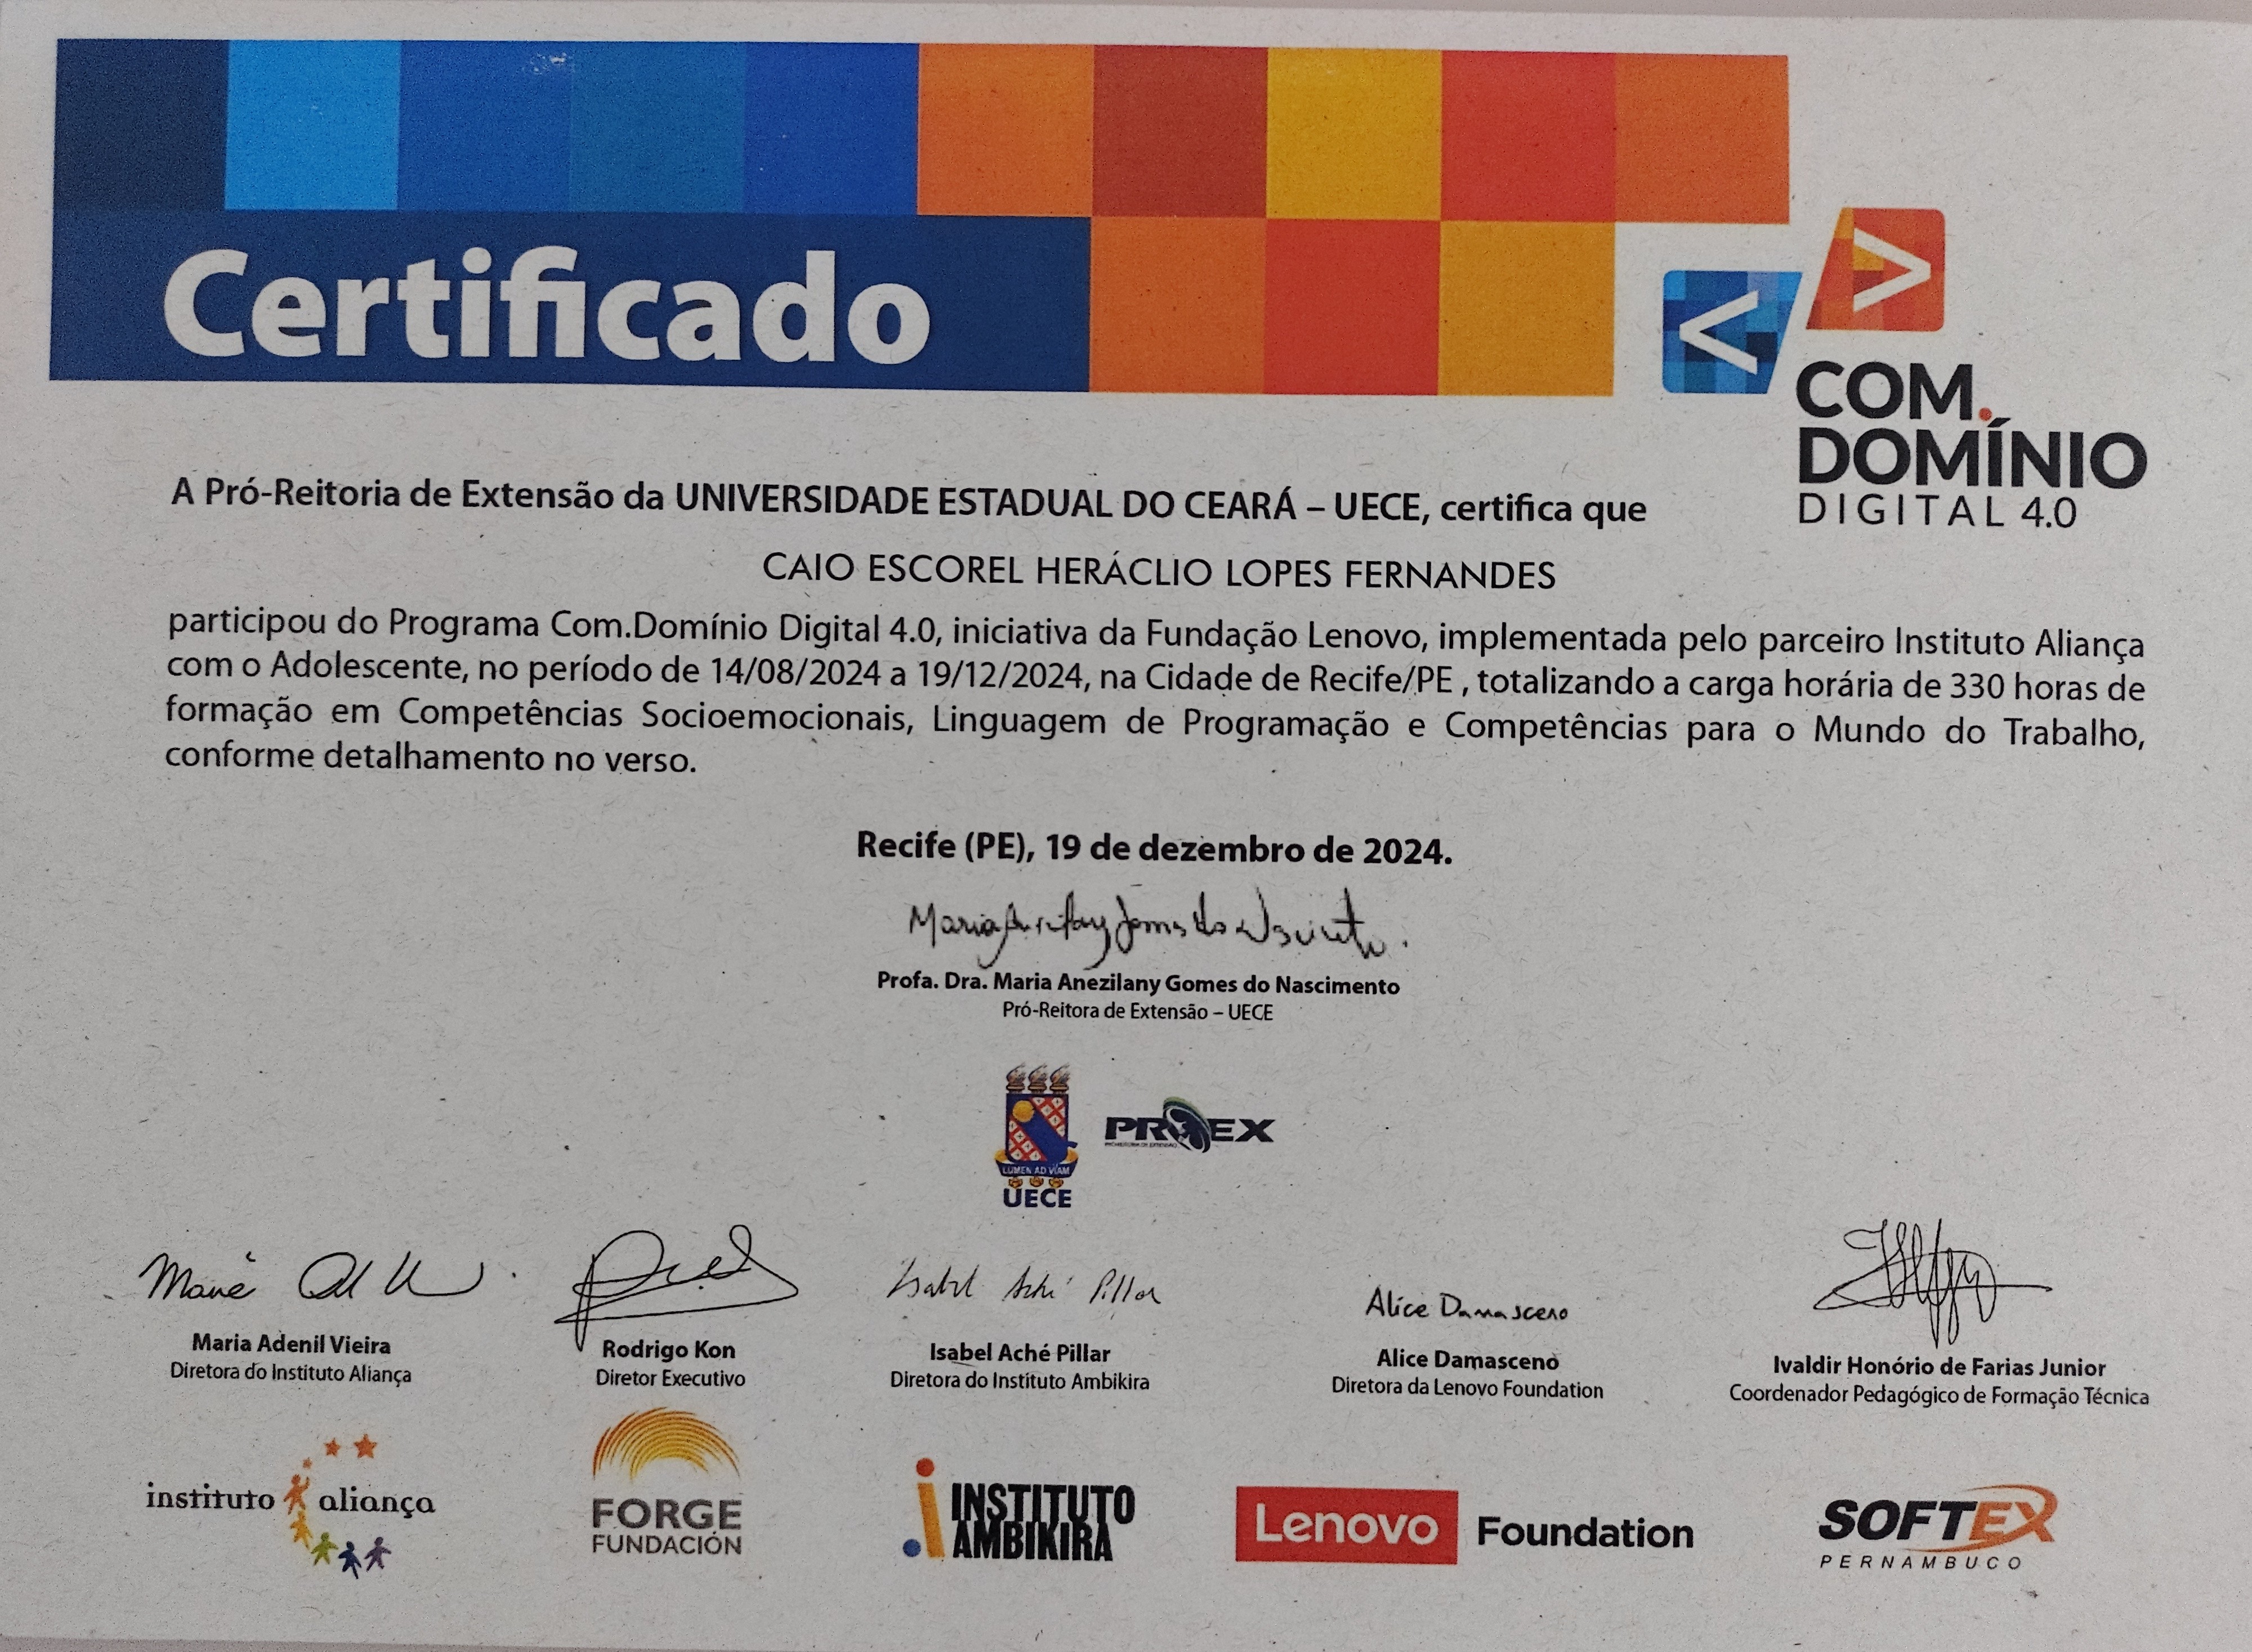 Certificado
< >
COM.
DOMÍNIO
DIGITAL 4.0
A Pró-Reitoria de Extensão da UNIVERSIDADE ESTADUAL DO CEARÁ – UECE, certifica que
CAIO ESCOREL HERÁCLIO LOPES FERNANDES
participou do Programa Com.Domínio Digital 4.0, iniciativa da Fundação Lenovo, implementada pelo parceiro Instituto Aliança
com o Adolescente, no período de 14/08/2024 a 19/12/2024, na Cidade de Recife/PE , totalizando a carga horária de 330 horas de
formação em Competências Socioemocionais, Linguagem de Programação e Competências para o Mundo do Trabalho,
conforme detalhamento no verso.
Recife (PE), 19 de dezembro de 2024.
Profa. Dra. Maria Anezilany Gomes do Nascimento
Pró-Reitora de Extensão – UECE
LUMEN AD VIAM
UECE
PROEX
Isabel Aché Pillar
Alice Damasceno
Maria Adenil Vieira
Diretora do Instituto Aliança
Rodrigo Kon
Diretor Executivo
Isabel Aché Pillar
Diretora do Instituto Ambikira
Alice Damasceno
Diretora da Lenovo Foundation
Ivaldir Honório de Farias Junior
Coordenador Pedagógico de Formação Técnica
instituto aliança
FORGE
FUNDACIÓN
INSTITUTO
AMBIKIRA
Lenovo Foundation
SOFTEX
PERNAMBUCO